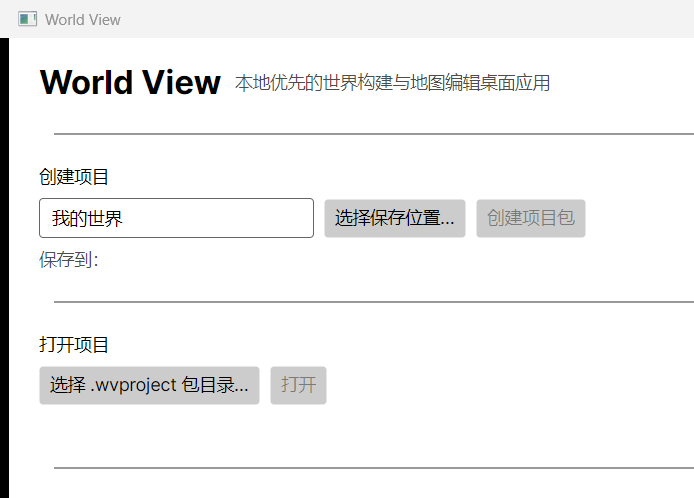 World View
World View 本地优先的世界构建与地图编辑桌面应用
创建项目
我的世界 选择保存位置... 创建项目包
保存到：
打开项目
选择 .wvproject 包目录... 打开